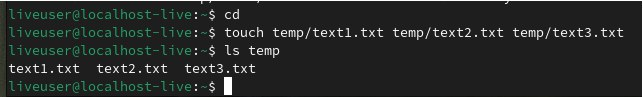 liveuser@localhost-live:~$ cd
liveuser@localhost-live:~$ touch temp/text1.txt temp/text2.txt temp/text3.txt
liveuser@localhost-live:~$ ls temp
text1.txt  text2.txt  text3.txt
liveuser@localhost-live:~$